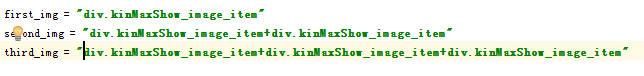 first_img = "div.kinMaxShow_image_item"
second_img = "div.kinMaxShow_image_item+div.kinMaxShow_image_item"
third_img = "div.kinMaxShow_image_item+div.kinMaxShow_image_item+div.kinMaxShow_image_item"